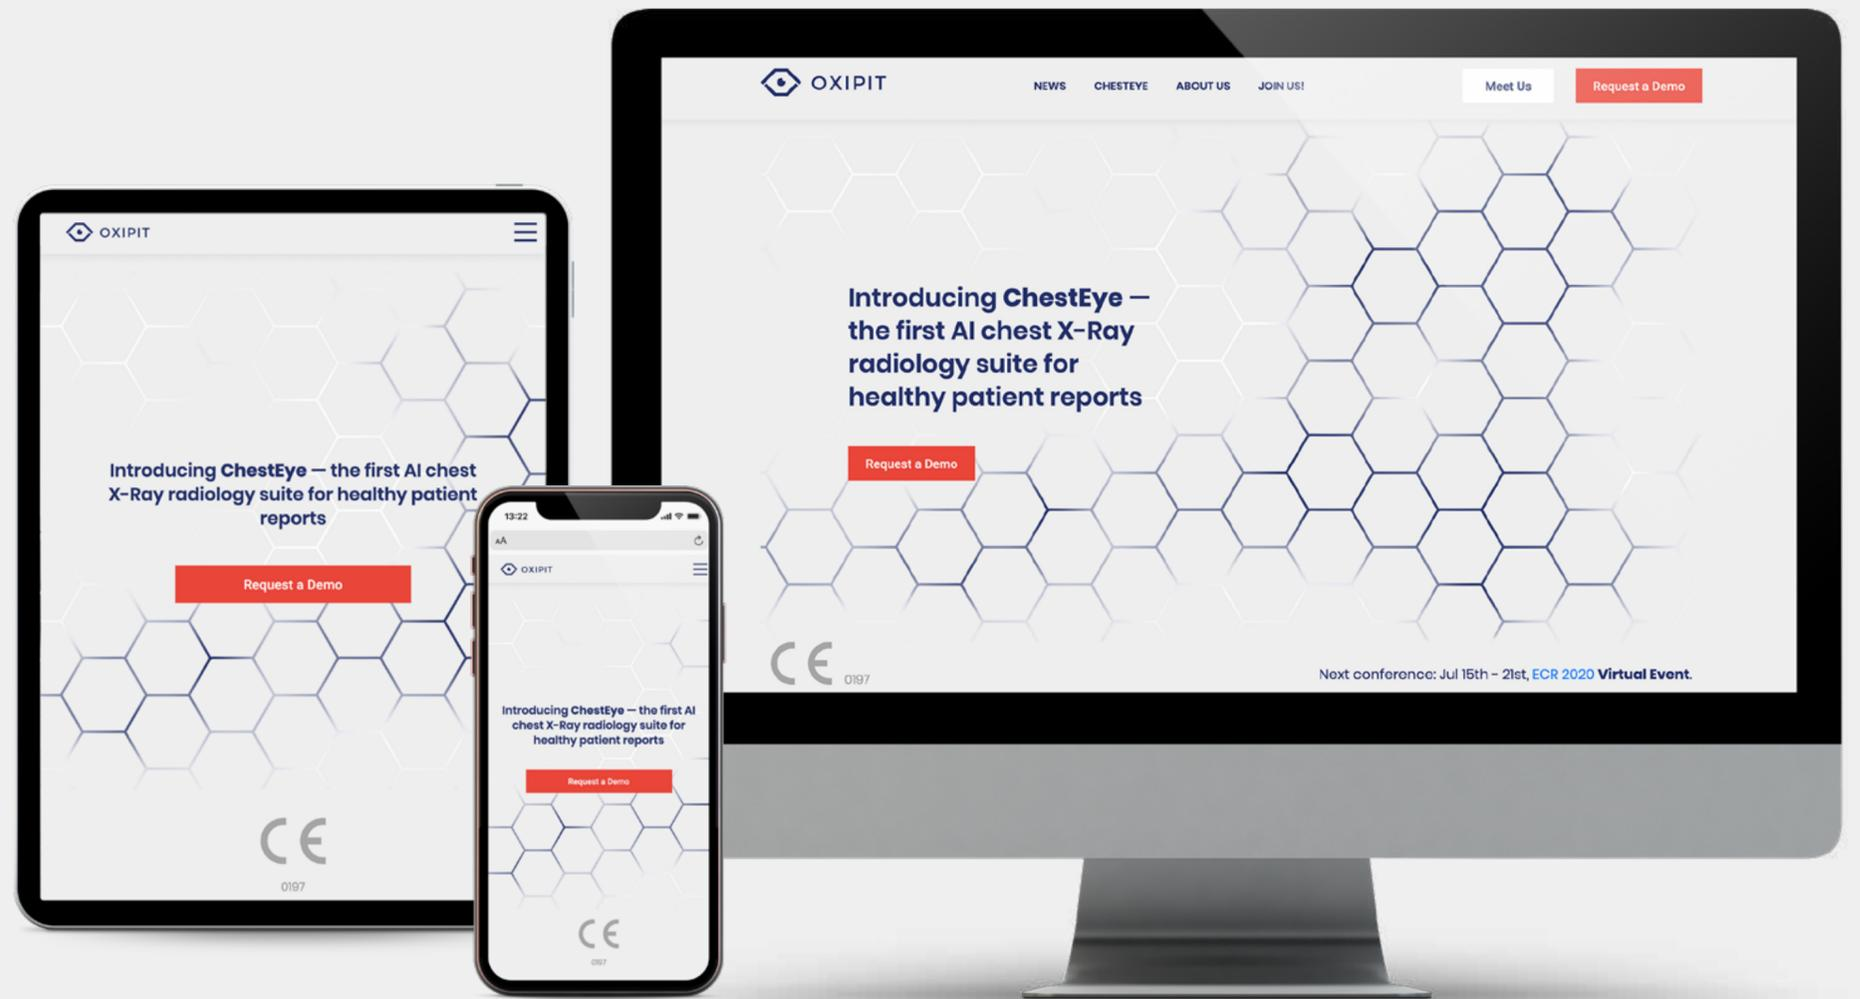 OXIPIT
NEWS
CHESTEYE
ABOUT US
JOIN US!
Meet Us
Request a Demo
Introducing ChestEye —
the first AI chest X-Ray
radiology suite for
healthy patient reports
Request a Demo
CE 0197
Next conference: Jul 15th - 21st, ECR 2020 Virtual Event.
OXIPIT
Introducing ChestEye — the first AI chest
X-Ray radiology suite for healthy patient
reports
Request a Demo
CE
0197
13:22
AA
OXIPIT
Introducing ChestEye — the first AI
chest X-Ray radiology suite for
healthy patient reports
Request a Demo
CE
0197